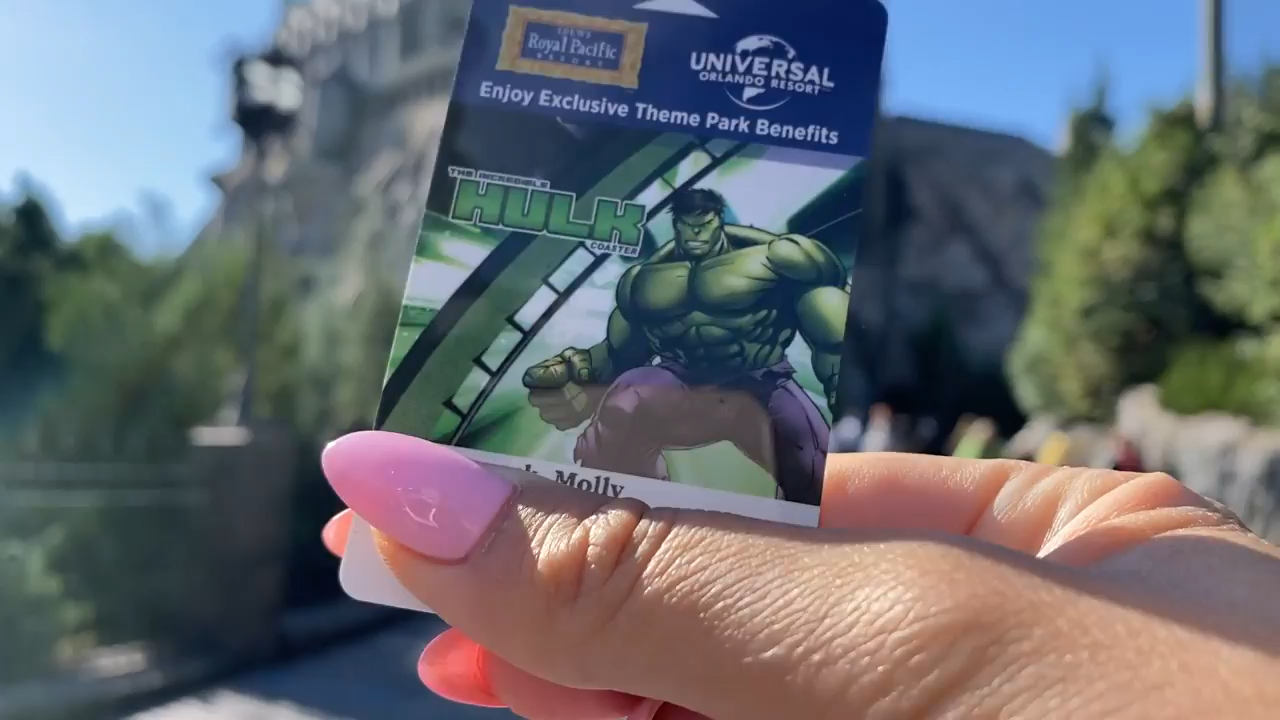 LOEWS
Royal Pacific
RESORT
UNIVERSAL
ORLANDO RESORT
Enjoy Exclusive Theme Park Benefits
THE INCREDIBLE
HULK
COASTER
Molly